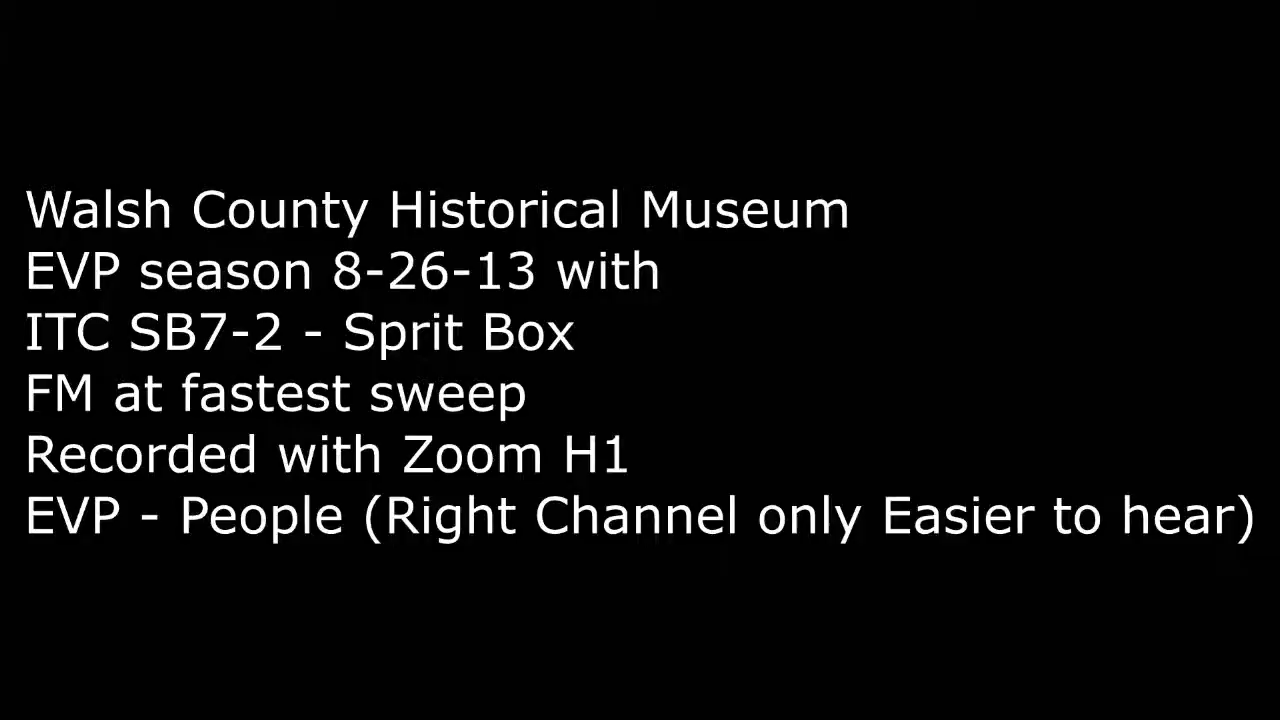 Walsh County Historical Museum
EVP season 8-26-13 with
ITC SB7-2 - Sprit Box
FM at fastest sweep
Recorded with Zoom H1
EVP - People (Right Channel only Easier to hear)